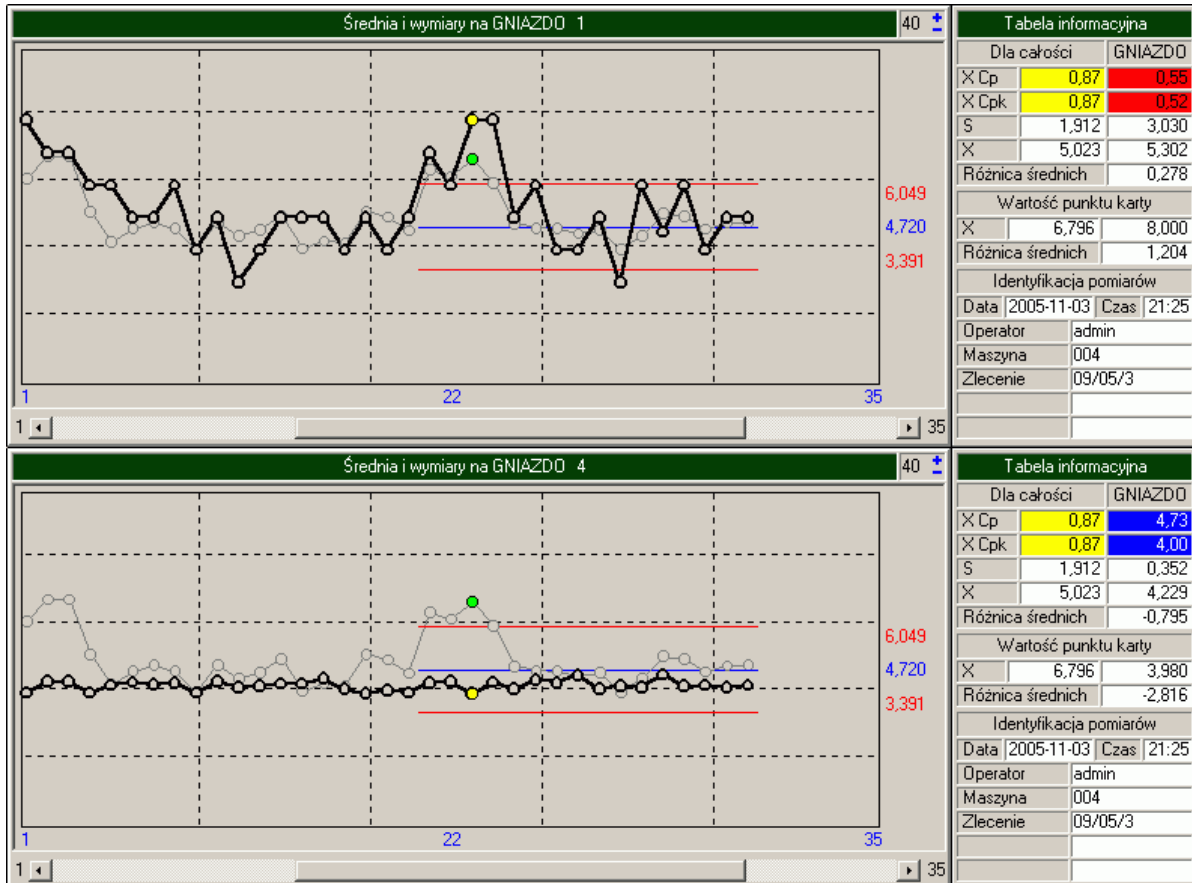 Średnia i wymiary na GNIAZDO 1
40
+
-
6,049
4,720
3,391
1
22
35
1
35
Tabela informacyjna
Dla całości GNIAZDO
X Cp 0,87 0,55
X Cpk 0,87 0,52
S 1,912 3,030
X 5,023 5,302
Różnica średnich 0,278
Wartość punktu karty
X 6,796 8,000
Różnica średnich 1,204
Identyfikacja pomiarów
Data 2005-11-03 Czas 21:25
Operator admin
Maszyna 004
Zlecenie 09/05/3
Średnia i wymiary na GNIAZDO 4
40
+
-
6,049
4,720
3,391
1
22
35
1
35
Tabela informacyjna
Dla całości GNIAZDO
X Cp 0,87 4,73
X Cpk 0,87 4,00
S 1,912 0,352
X 5,023 4,229
Różnica średnich -0,795
Wartość punktu karty
X 6,796 3,980
Różnica średnich -2,816
Identyfikacja pomiarów
Data 2005-11-03 Czas 21:25
Operator admin
Maszyna 004
Zlecenie 09/05/3